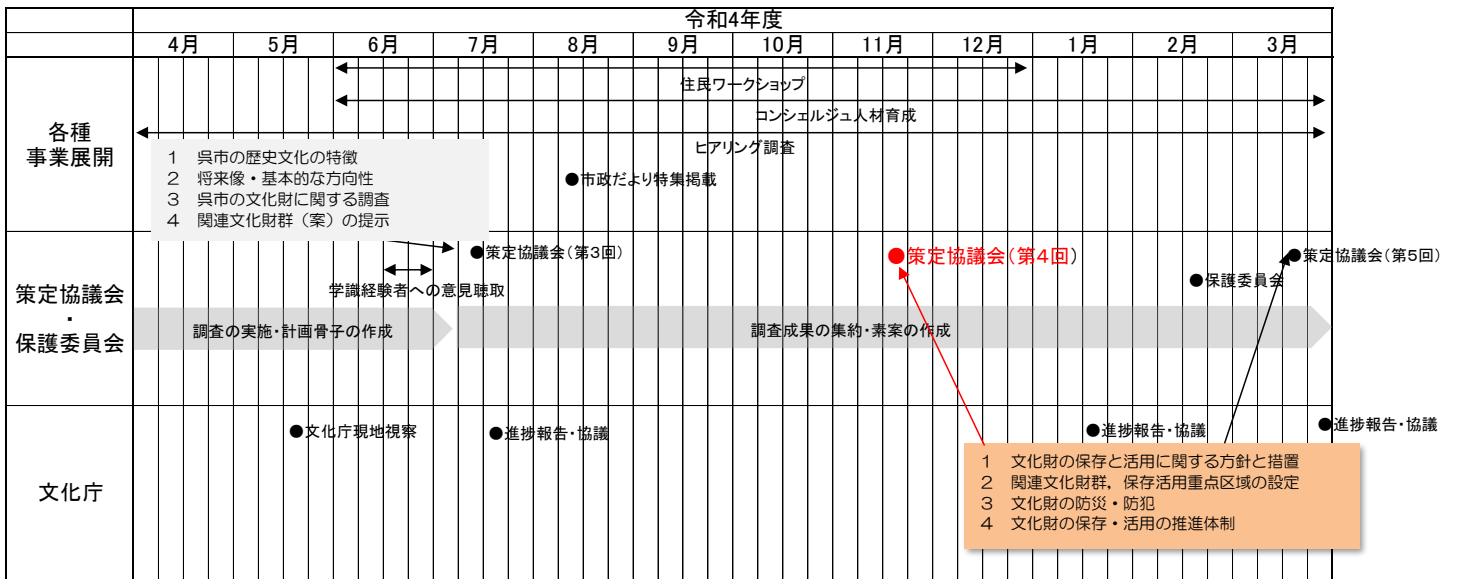 令和4年度
4月 5月 6月 7月 8月 9月 10月 11月 12月 1月 2月 3月
各種
事業展開
住民ワークショップ
コンシェルジュ人材育成
ヒアリング調査
1 呉市の歴史文化の特徴
2 将来像・基本的な方向性
3 呉市の文化財に関する調査
4 関連文化財群（案）の提示
●市政だより特集掲載
策定協議会
・
保護委員会
●策定協議会(第3回)
●策定協議会(第4回)
●策定協議会(第5回)
●保護委員会
学識経験者への意見聴取
調査の実施・計画骨子の作成
調査成果の集約・素案の作成
文化庁
●文化庁現地視察
●進捗報告・協議
●進捗報告・協議
●進捗報告・協議
1 文化財の保存と活用に関する方針と措置
2 関連文化財群，保存活用重点区域の設定
3 文化財の防災・防犯
4 文化財の保存・活用の推進体制